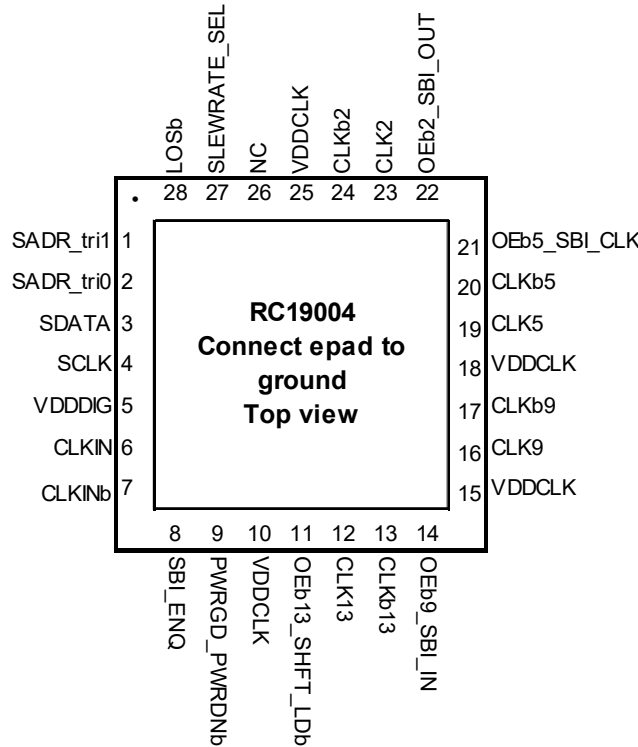 LOSb
SLEWRATE_SEL
NC
VDDCLK
CLKb2
CLK2
OEb2_SBI_OUT
28 27 26 25 24 23 22
SADR_tri1 1
SADR_tri0 2
SDATA 3
SCLK 4
VDDDIG 5
CLKIN 6
CLKINb 7
RC19004
Connect epad to
ground
Top view
21 OEb5_SBI_CLK
20 CLKb5
19 CLK5
18 VDDCLK
17 CLKb9
16 CLK9
15 VDDCLK
8 9 10 11 12 13 14
SBI_ENQ
PWRGD_PWRDNb
VDDCLK
OEb13_SHFT_LDb
CLK13
CLKb13
OEb9_SBI_IN